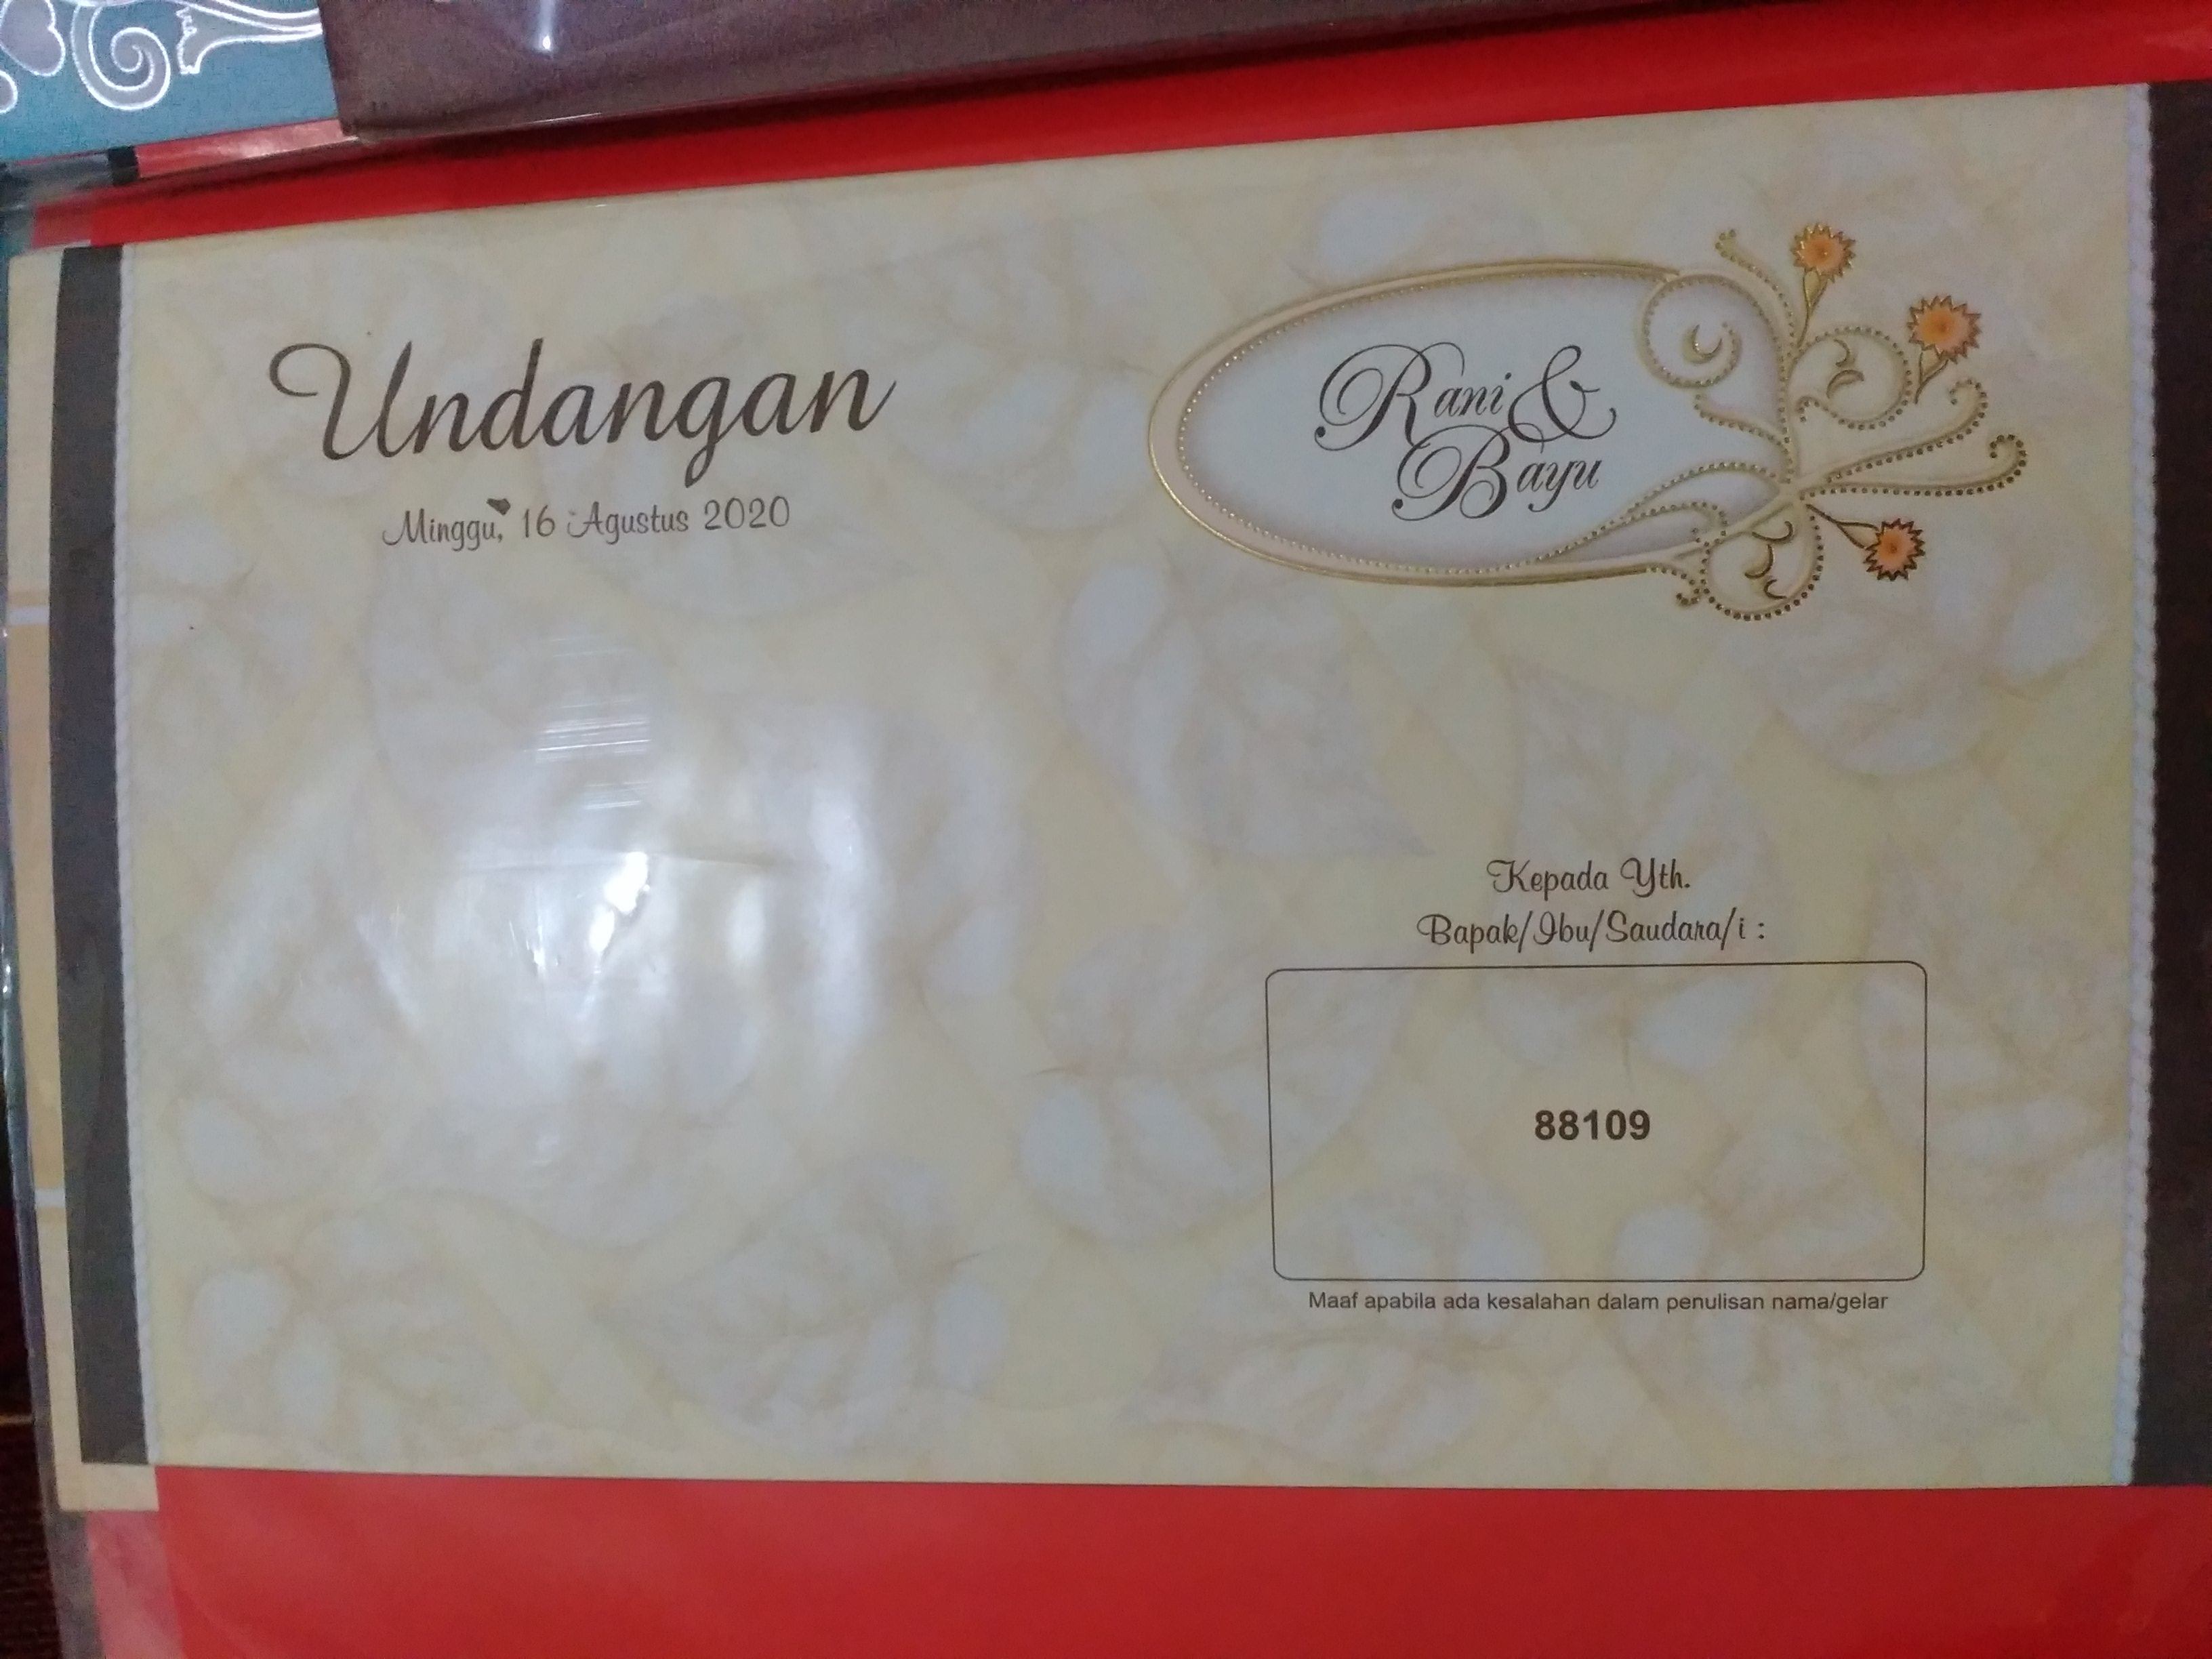 Undangan
Minggu, 16 Agustus 2020
Rani &
Bayu
Kepada Yth.
Bapak/Ibu/Saudara/i :
88109
Maaf apabila ada kesalahan dalam penulisan nama/gelar